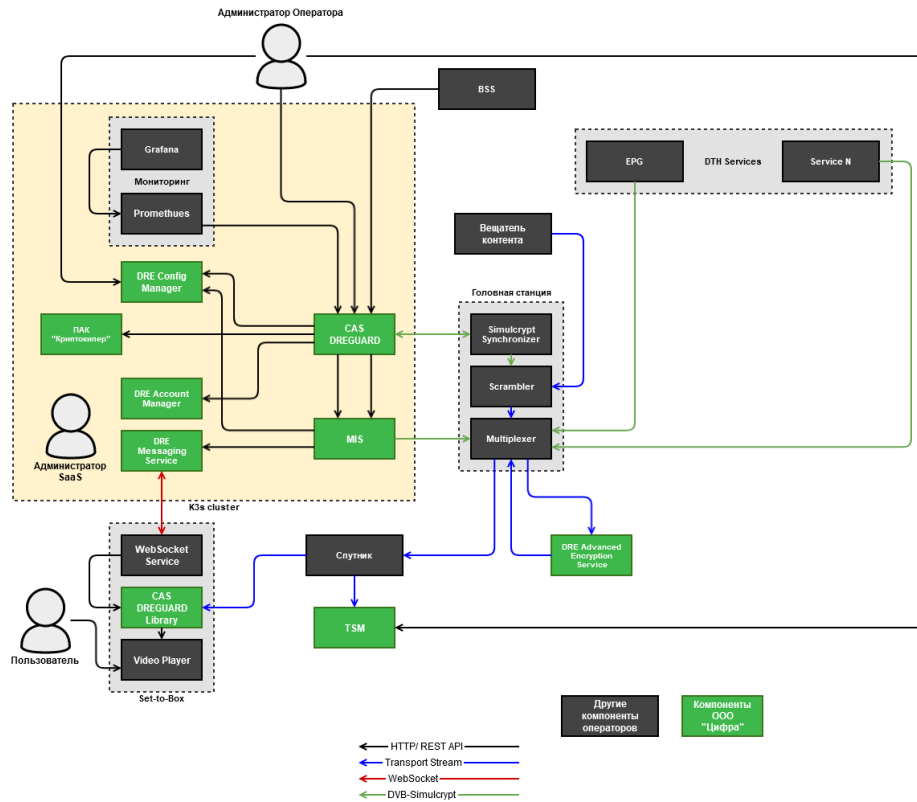 Администратор Оператора
BSS
Grafana
Мониторинг
Promethues
EPG
DTH Services
Service N
Вещатель
контента
DRE Config
Manager
Головная станция
ПАК
"Криптокипер"
CAS
DREGUARD
Simulcrypt
Synchronizer
Scrambler
DRE Account
Manager
MIS
Multiplexer
DRE
Messaging
Service
Администратор
SaaS
K3s cluster
WebSocket
Service
Спутник
DRE Advanced
Encryption
Service
CAS
DREGUARD
Library
TSM
Video Player
Пользователь
Set-to-Box
Другие
компоненты
операторов
Компоненты
ООО
"Цифра"
HTTP/ REST API
Transport Stream
WebSocket
DVB-Simulcrypt